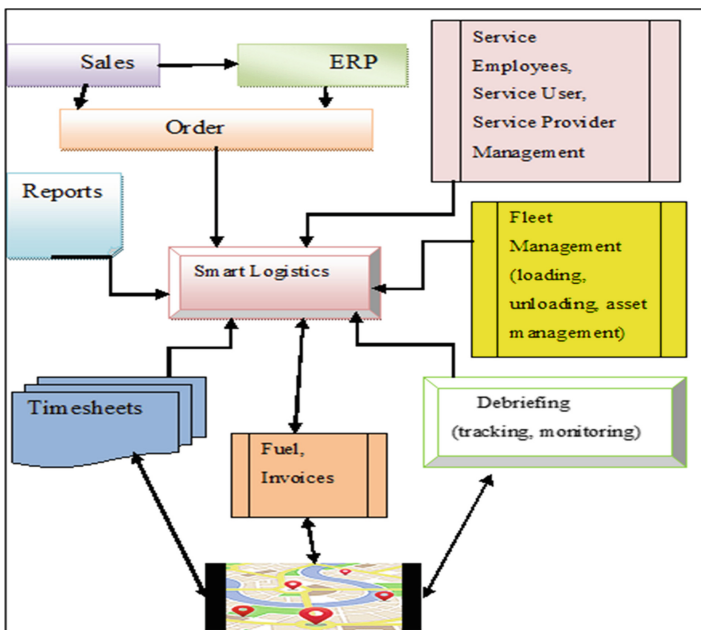 Sales
ERP
Order
Service
Employees,
Service User,
Service Provider
Management
Reports
Fleet
Management
(loading,
unloading, asset
management)
Smart Logistics
Timesheets
Debriefing
(tracking, monitoring)
Fuel,
Invoices